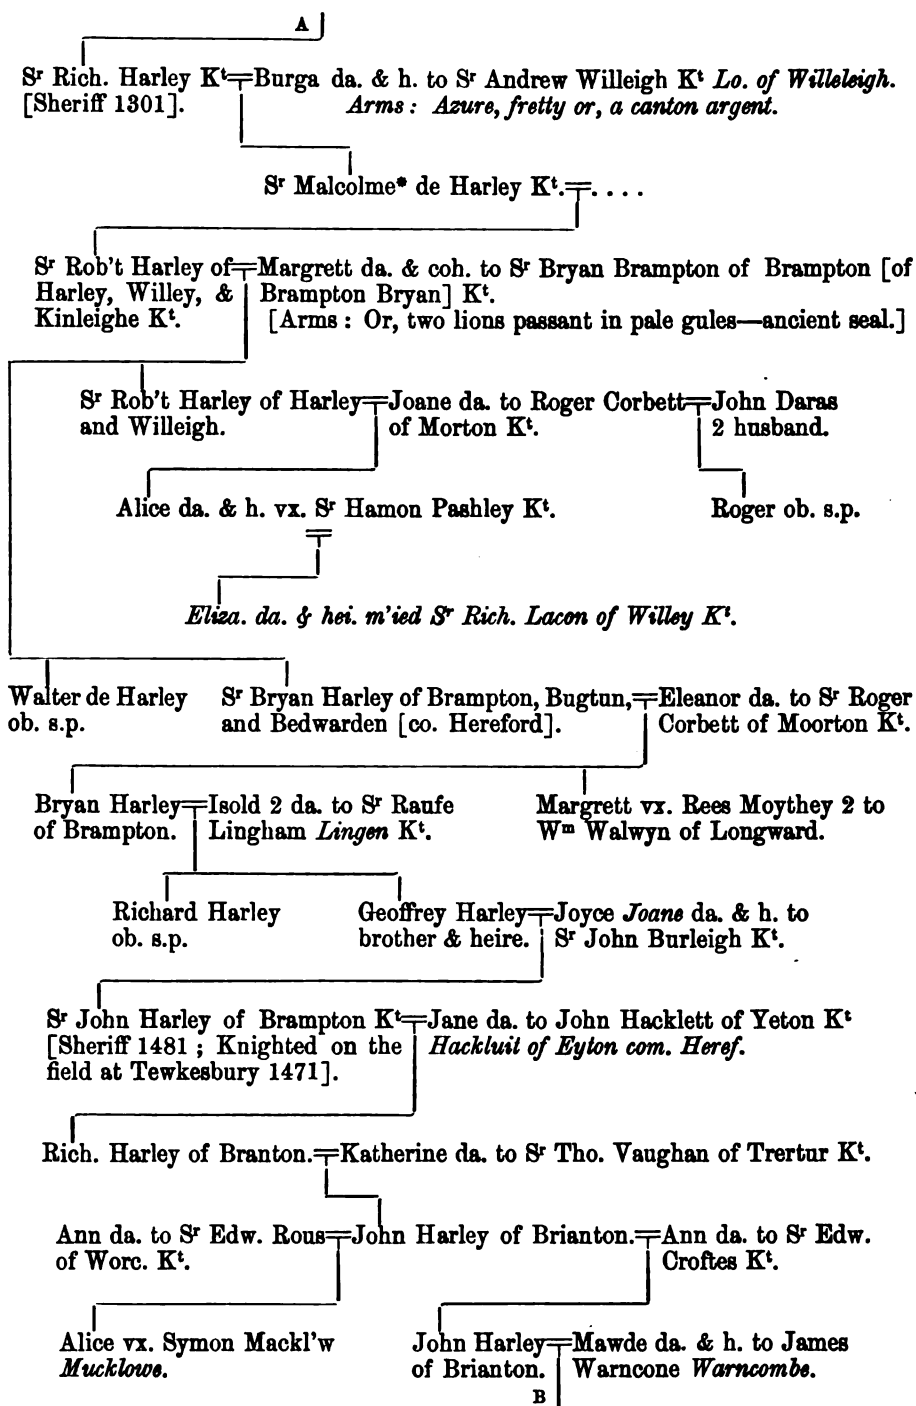 A
Sʳ Rich. Harley Kᵗ Burga da. & h. to Sʳ Andrew Willeigh Kᵗ Lo. of Willeleigh.
[Sheriff 1301]. Arms: Azure, fretty or, a canton argent.
Sʳ Malcolme* de Harley Kᵗ. . . . .
Sʳ Rob't Harley of Margrett da. & coh. to Sʳ Bryan Brampton of Brampton [of
Harley, Willey, & Brampton Bryan] Kᵗ.
Kinleighe Kᵗ. [Arms: Or, two lions passant in pale gules—ancient seal.]
Sʳ Rob't Harley of Harley Joane da. to Roger Corbett John Daras
and Willeigh. of Morton Kᵗ. 2 husband.
Alice da. & h. vx. Sʳ Hamon Pashley Kᵗ. Roger ob. s.p.
Eliza. da. & hei. m'ied Sʳ Rich. Lacon of Willey Kᵗ.
Walter de Harley Sʳ Bryan Harley of Brampton, Bugtun, Eleanor da. to Sʳ Roger
ob. s.p. and Bedwarden [co. Hereford]. Corbett of Moorton Kᵗ.
Bryan Harley Isold 2 da. to Sʳ Raufe Margrett vx. Rees Moythey 2 to
of Brampton. Lingham Lingen Kᵗ. Wᵐ Walwyn of Longward.
Richard Harley Geoffrey Harley Joyce Joane da. & h. to
ob. s.p. brother & heire. Sʳ John Burleigh Kᵗ.
Sʳ John Harley of Brampton Kᵗ Jane da. to John Hacklett of Yeton Kᵗ
[Sheriff 1481 ; Knighted on the Hackluit of Eyton com. Heref.
field at Tewkesbury 1471].
Rich. Harley of Branton. Katherine da. to Sʳ Tho. Vaughan of Trertur Kᵗ.
Ann da. to Sʳ Edw. Rous John Harley of Brianton. Ann da. to Sʳ Edw.
of Worc. Kᵗ. Croftes Kᵗ.
Alice vx. Symon Mackl'w John Harley Mawde da. & h. to James
Mucklowe. of Brianton. Warncone Warncombe.
B